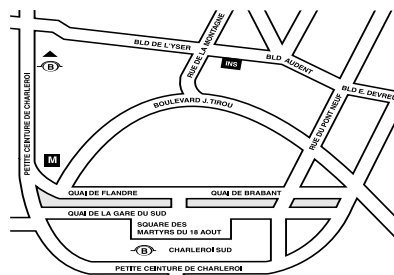 BLD DE L'YSER
RUE DE LA MONTAGNE
B
INS
BLD AUDENT
BLD E. DEVREU
PETITE CEINTURE DE CHARLEROI
BOULEVARD J. TIROU
RUE DU PONT NEUF
M
QUAI DE FLANDRE
QUAI DE BRABANT
QUAI DE LA GARE DU SUD
SQUARE DES
MARTYRS DU 18 AOUT
B
CHARLEROI SUD
PETITE CEINTURE DE CHARLEROI